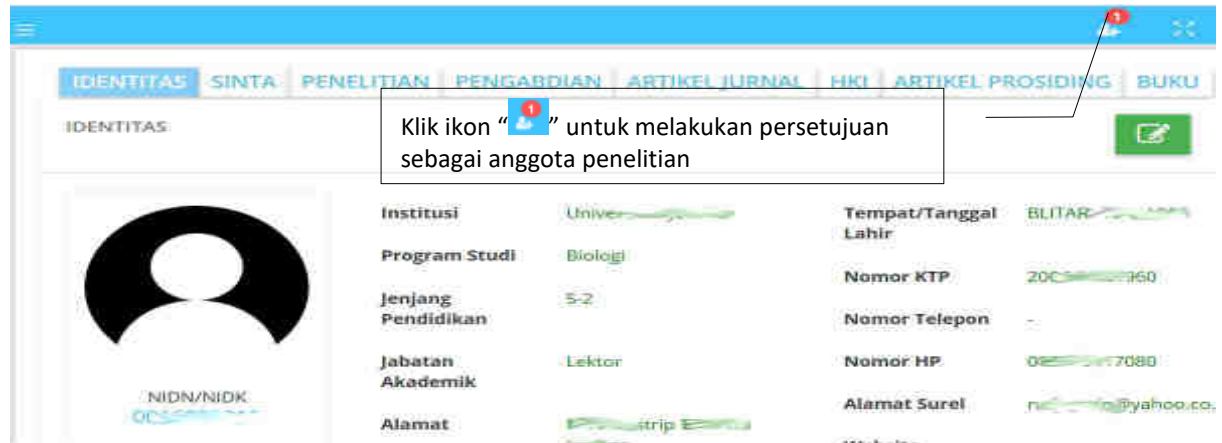 1
IDENTITAS SINTA PENELITIAN PENGABDIAN ARTIKEL JURNAL HKI ARTIKEL PROSIDING BUKU
IDENTITAS
Klik ikon “1” untuk melakukan persetujuan
sebagai anggota penelitian
Institusi
Program Studi Biologi
Jenjang Pendidikan S-2
Jabatan Akademik Lektor
Alamat
NIDN/NIDK
Tempat/Tanggal Lahir BLITAR
Nomor KTP
Nomor Telepon -
Nomor HP
Alamat Surel